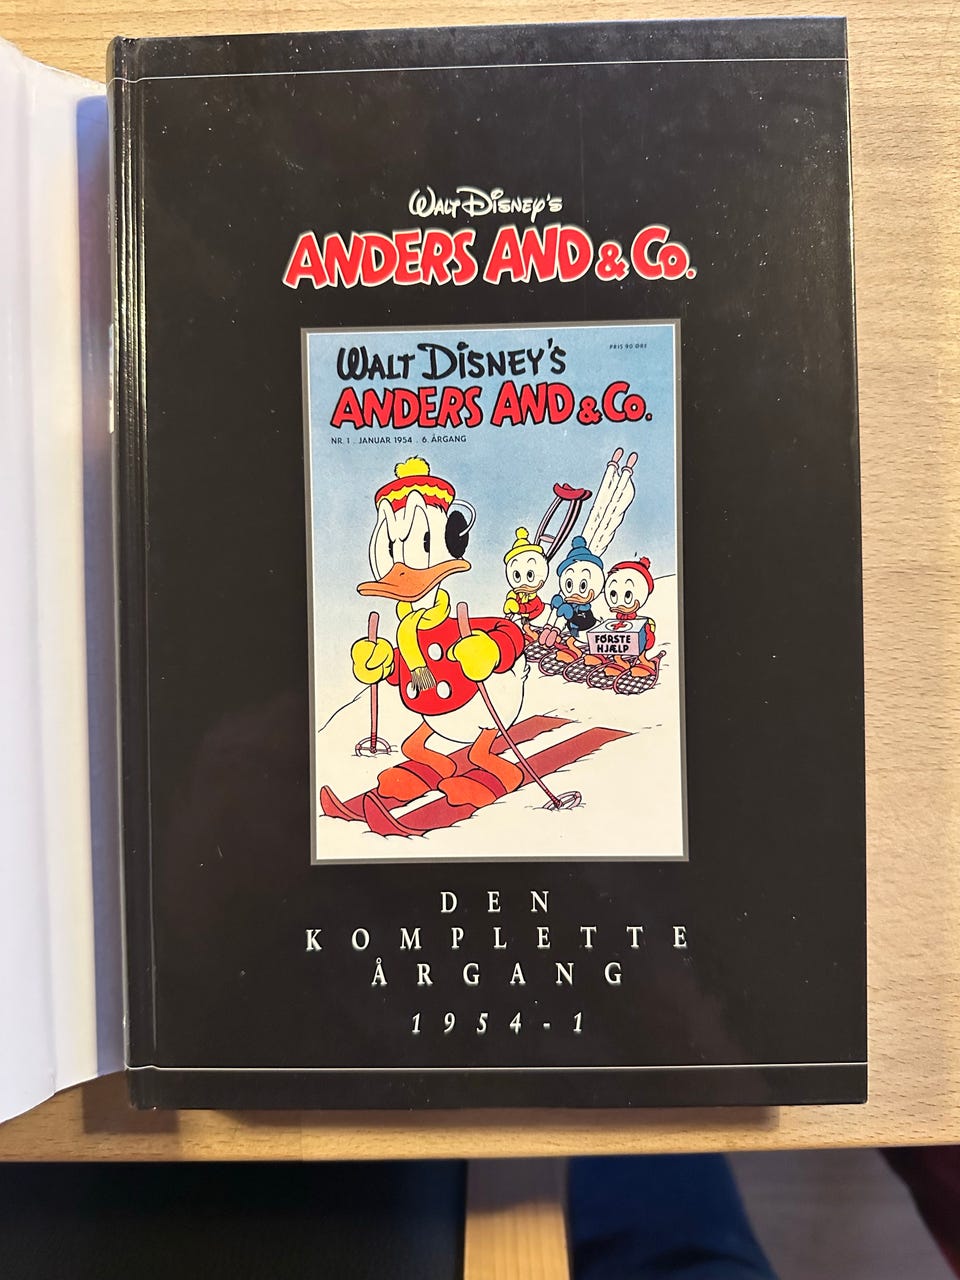 WALT DISNEY'S
ANDERS AND & Co.
PRIS 90 ØRE
WALT DISNEY'S
ANDERS AND & Co.
NR. 1 . JANUAR 1954 . 6. ÅRGANG
FØRSTE
HJÆLP
DEN
KOMPLETTE
ÅRGANG
1954-1